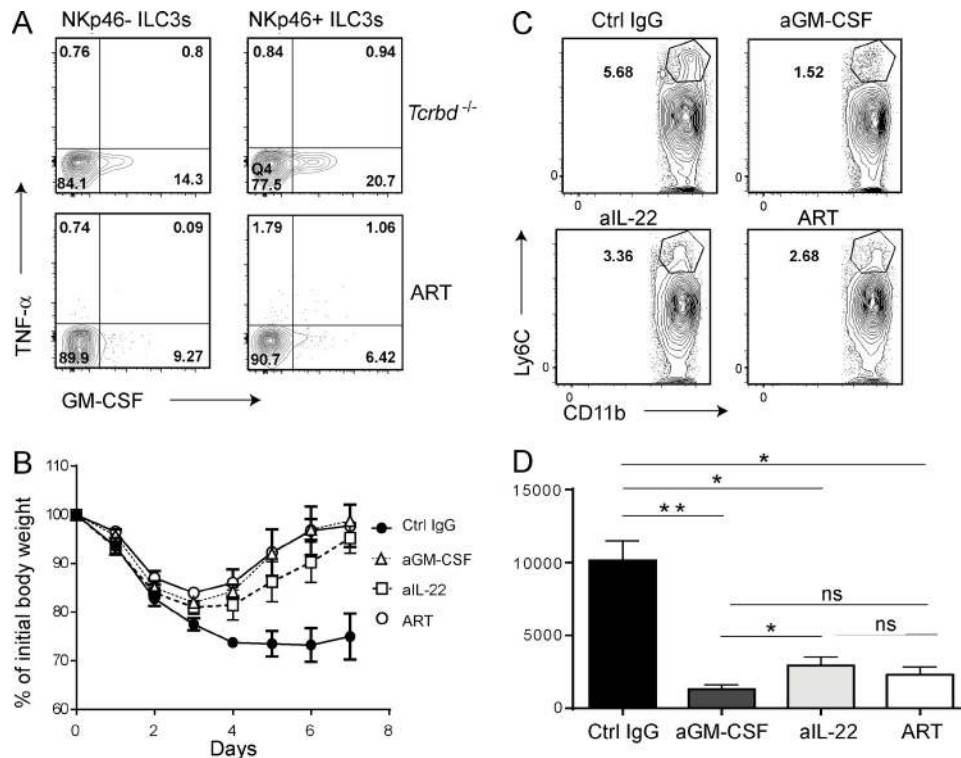 A
NKp46- ILC3s
NKp46+ ILC3s
0.76
0.8
84.1
14.3
0.84
0.94
Q4
77.5
20.7
Tcrbd -/-
0.74
0.09
89.9
9.27
1.79
1.06
90.7
6.42
ART
TNF-α
GM-CSF
B
% of initial body weight
110
100
90
80
70
60
0
2
4
6
8
Days
Ctrl IgG
aGM-CSF
aIL-22
ART
C
Ctrl IgG
aGM-CSF
5.68
1.52
0
0
0
0
aIL-22
ART
3.36
2.68
0
0
0
0
Ly6C
CD11b
D
15000
10000
5000
0
*
*
**
ns
*
ns
Ctrl IgG
aGM-CSF
aIL-22
ART